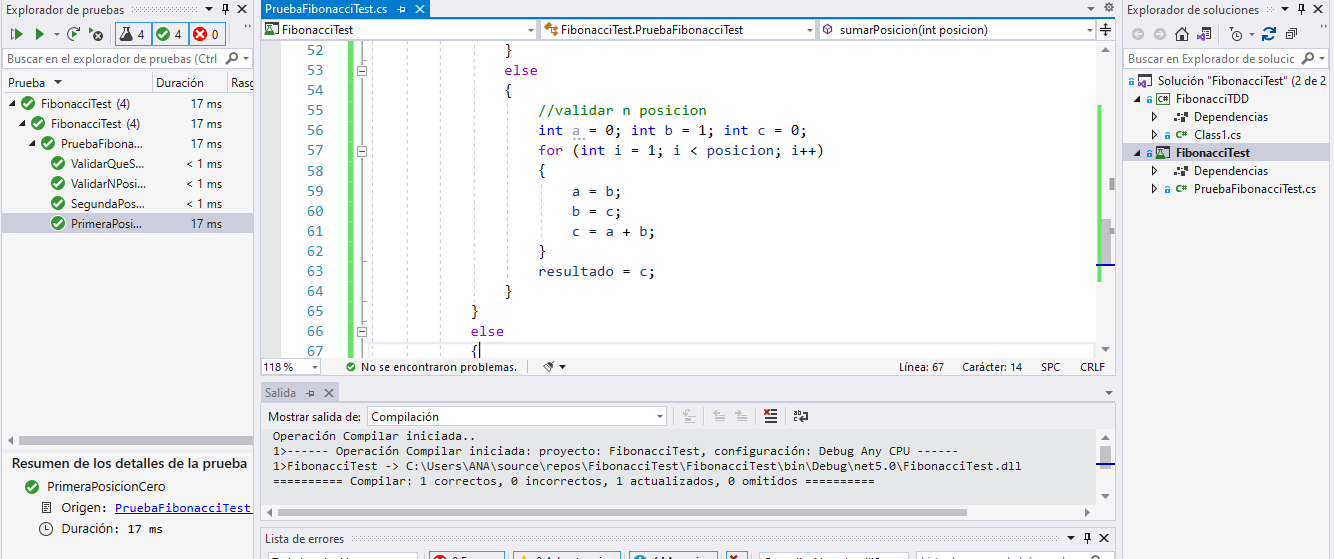 Explorador de pruebas
4 4 0
Buscar en el explorador de pruebas (Ctrl
Prueba Duración Rasg
FibonacciTest (4) 17 ms
FibonacciTest (4) 17 ms
PruebaFibona... 17 ms
ValidarQueS... < 1 ms
ValidarNPosi... < 1 ms
SegundaPos... < 1 ms
PrimeraPosi... 17 ms
Resumen de los detalles de la prueba
PrimeraPosicionCero
Origen: PruebaFibonacciTest
Duración: 17 ms
PruebaFibonacciTest.cs
FibonacciTest FibonacciTest.PruebaFibonacciTest sumarPosicion(int posicion)
52 }
53 else
54 {
55 //validar n posicion
56 int a = 0; int b = 1; int c = 0;
57 for (int i = 1; i < posicion; i++)
58 {
59 a = b;
60 b = c;
61 c = a + b;
62 }
63 resultado = c;
64 }
65 }
66 else
67 {
118 % No se encontraron problemas. Línea: 67 Carácter: 14 SPC CRLF
Salida
Mostrar salida de: Compilación
Operación Compilar iniciada..
1>------ Operación Compilar iniciada: proyecto: FibonacciTest, configuración: Debug Any CPU ------
1>FibonacciTest -> C:\Users\ANA\source\repos\FibonacciTest\FibonacciTest\bin\Debug\net5.0\FibonacciTest.dll
========== Compilar: 1 correctos, 0 incorrectos, 1 actualizados, 0 omitidos ==========
Lista de errores
Explorador de soluciones
Buscar en Explorador de solucic
Solución "FibonacciTest" (2 de 2
FibonacciTDD
Dependencias
C# Class1.cs
FibonacciTest
Dependencias
C# PruebaFibonacciTest.cs